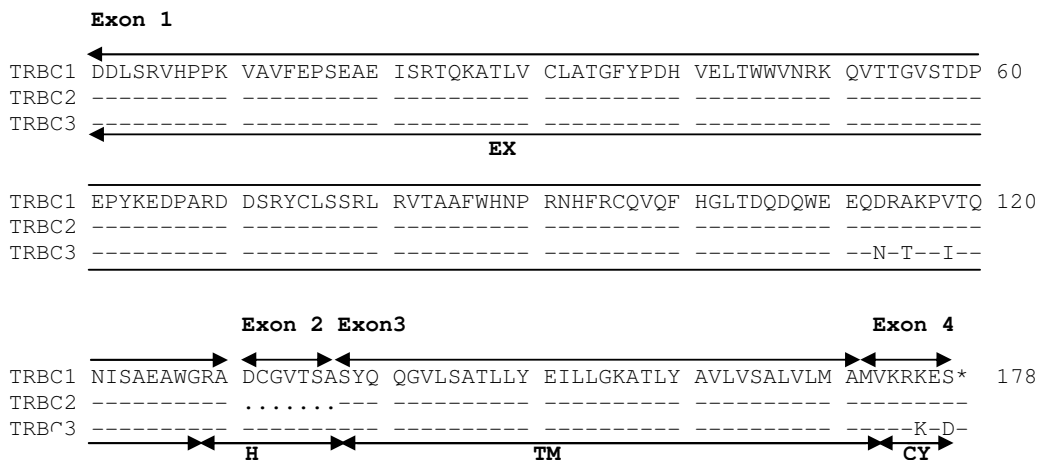 Exon 1
TRBC1 DDLSRVHPPK VAVFEPSEAE ISRTQKATLV CLATGFYPDH VELTWWVNRK QVTTGVSTDP 60
TRBC2 ---------- ---------- ---------- ---------- ---------- ----------
TRBC3 ---------- ---------- ---------- ---------- ---------- ----------
EX
TRBC1 EPYKEDPARD DSRYCLSSRL RVTAAFWHNP RNHFRCQVQF HGLTDQDQWE EQDRAKPVTQ 120
TRBC2 ---------- ---------- ---------- ---------- ---------- ----------
TRBC3 ---------- ---------- ---------- ---------- ---------- --N-T--I--
Exon 2 Exon3 Exon 4
TRBC1 NISAEAWGRA DCGVTSASYQ QGVLSATLLY EILLGKATLY AVLVSALVLM AMVKRKES* 178
TRBC2 ---------- .......--- ---------- ---------- ---------- ---------
TRBC3 ---------- ---------- ---------- ---------- ---------- -----K-D-
H TM CY